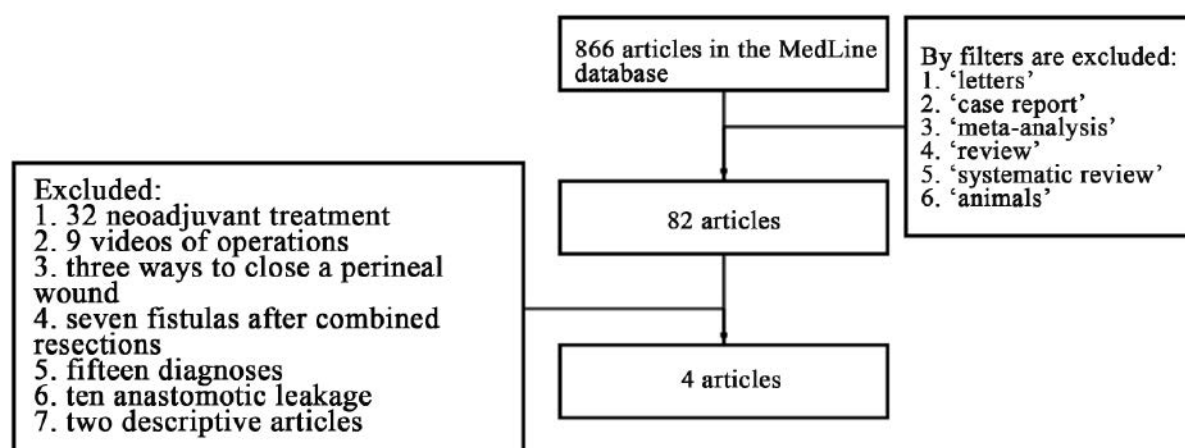 866 articles in the MedLine
database
By filters are excluded:
1. ‘letters’
2. ‘case report’
3. ‘meta-analysis’
4. ‘review’
5. ‘systematic review’
6. ‘animals’
82 articles
Excluded:
1. 32 neoadjuvant treatment
2. 9 videos of operations
3. three ways to close a perineal
wound
4. seven fistulas after combined
resections
5. fifteen diagnoses
6. ten anastomotic leakage
7. two descriptive articles
4 articles